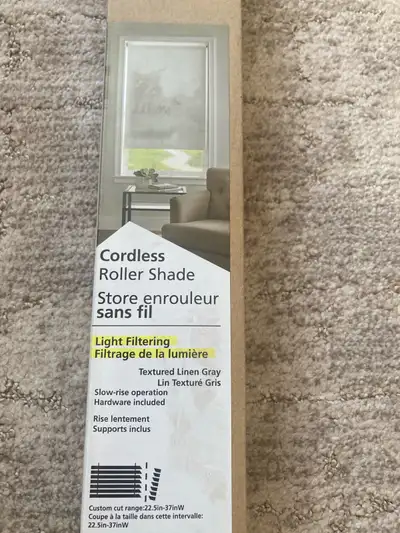 Cordless
Roller Shade
Store enrouleur
sans fil
Light Filtering
Filtrage de la lumière
Textured Linen Gray
Lin Texturé Gris
Slow-rise operation
Hardware included
Rise lentement
Supports inclus
Custom cut range:22.5in-37inW
Coupe à la taille dans cette intervalle:
22.5in-37inW